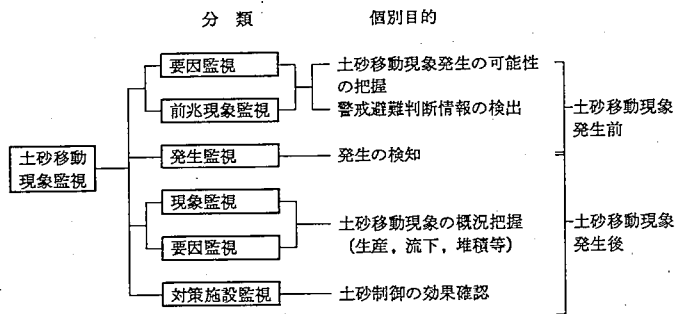 分類 個別目的
要因監視
土砂移動現象発生の可能性
の把握
前兆現象監視
警戒避難判断情報の検出
土砂移動現象
発生前
土砂移動
現象監視
発生監視
発生の検知
現象監視
土砂移動現象の概況把握
(生産,流下,堆積等)
要因監視
土砂移動現象
発生後
対策施設監視
土砂制御の効果確認